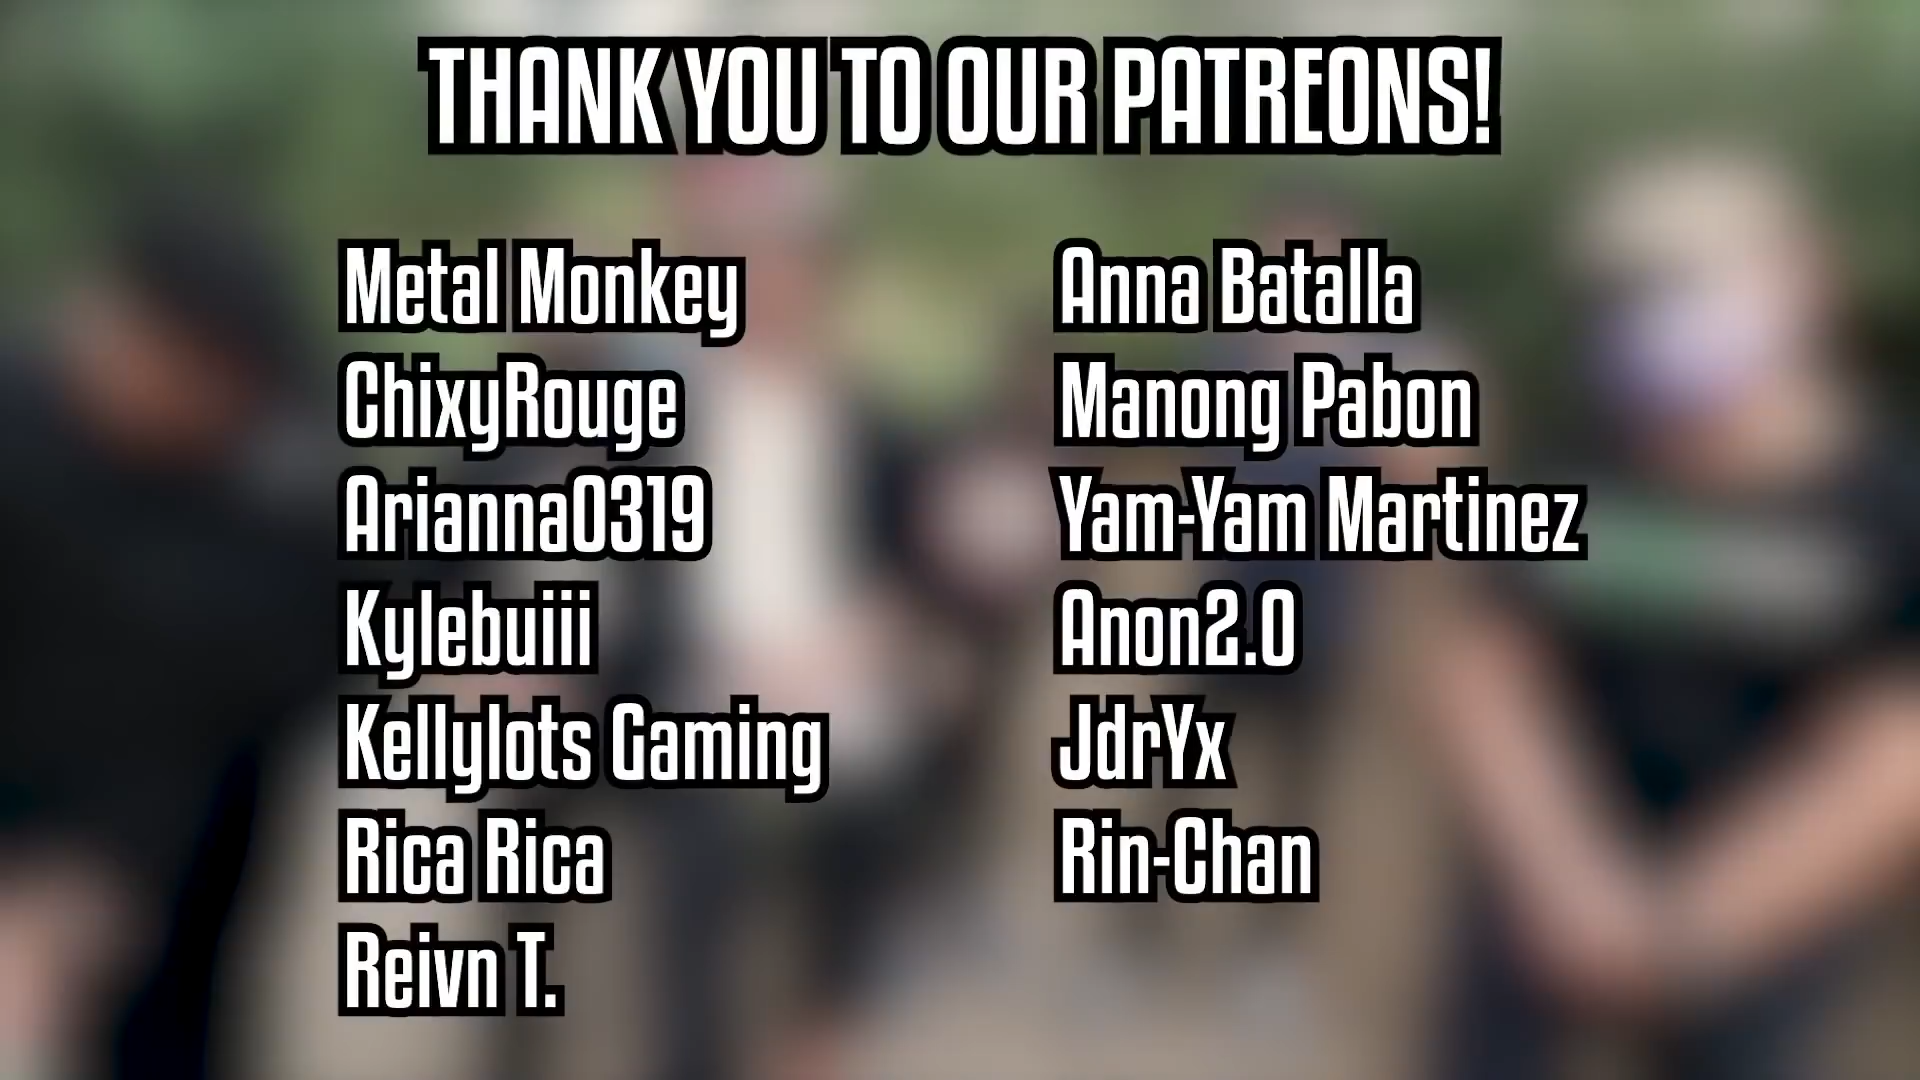 THANK YOU TO OUR PATREONS!
Metal Monkey
ChixyRouge
Arianna0319
Kylebuiii
Kellylots Gaming
Rica Rica
Reivn T.
Anna Batalla
Manong Pabon
Yam-Yam Martinez
Anon2.0
JdrYx
Rin-Chan